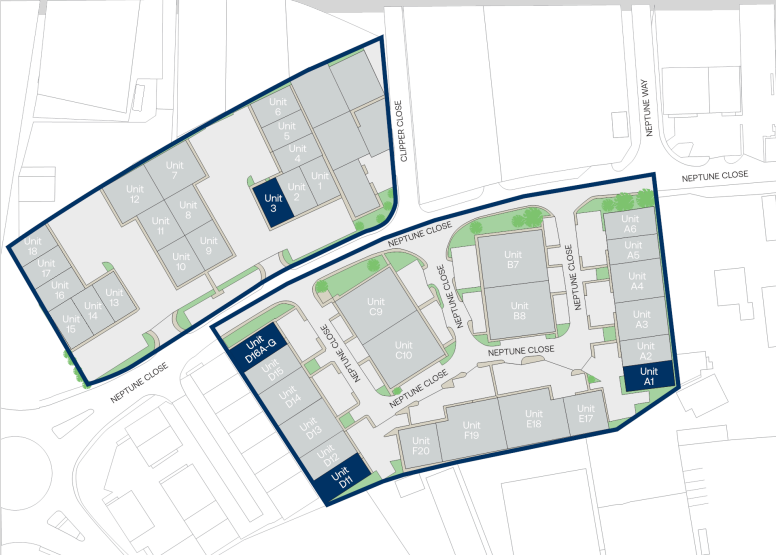 NEPTUNE WAY
CLIPPER CLOSE
NEPTUNE CLOSE
Unit
6
Unit
5
Unit
4
Unit
1
Unit
2
Unit
3
Unit
7
Unit
12
Unit
8
Unit
11
Unit
9
Unit
10
Unit
18
Unit
17
Unit
16
Unit
15
Unit
14
Unit
13
NEPTUNE CLOSE
NEPTUNE CLOSE
NEPTUNE CLOSE
NEPTUNE CLOSE
NEPTUNE CLOSE
NEPTUNE CLOSE
NEPTUNE CLOSE
Unit
A6
Unit
A5
Unit
A4
Unit
A3
Unit
A2
Unit
A1
Unit
B7
Unit
B8
Unit
C9
Unit
C10
Unit
D16A-G
Unit
D15
Unit
D14
Unit
D13
Unit
D12
Unit
D11
Unit
F20
Unit
F19
Unit
E18
Unit
E17